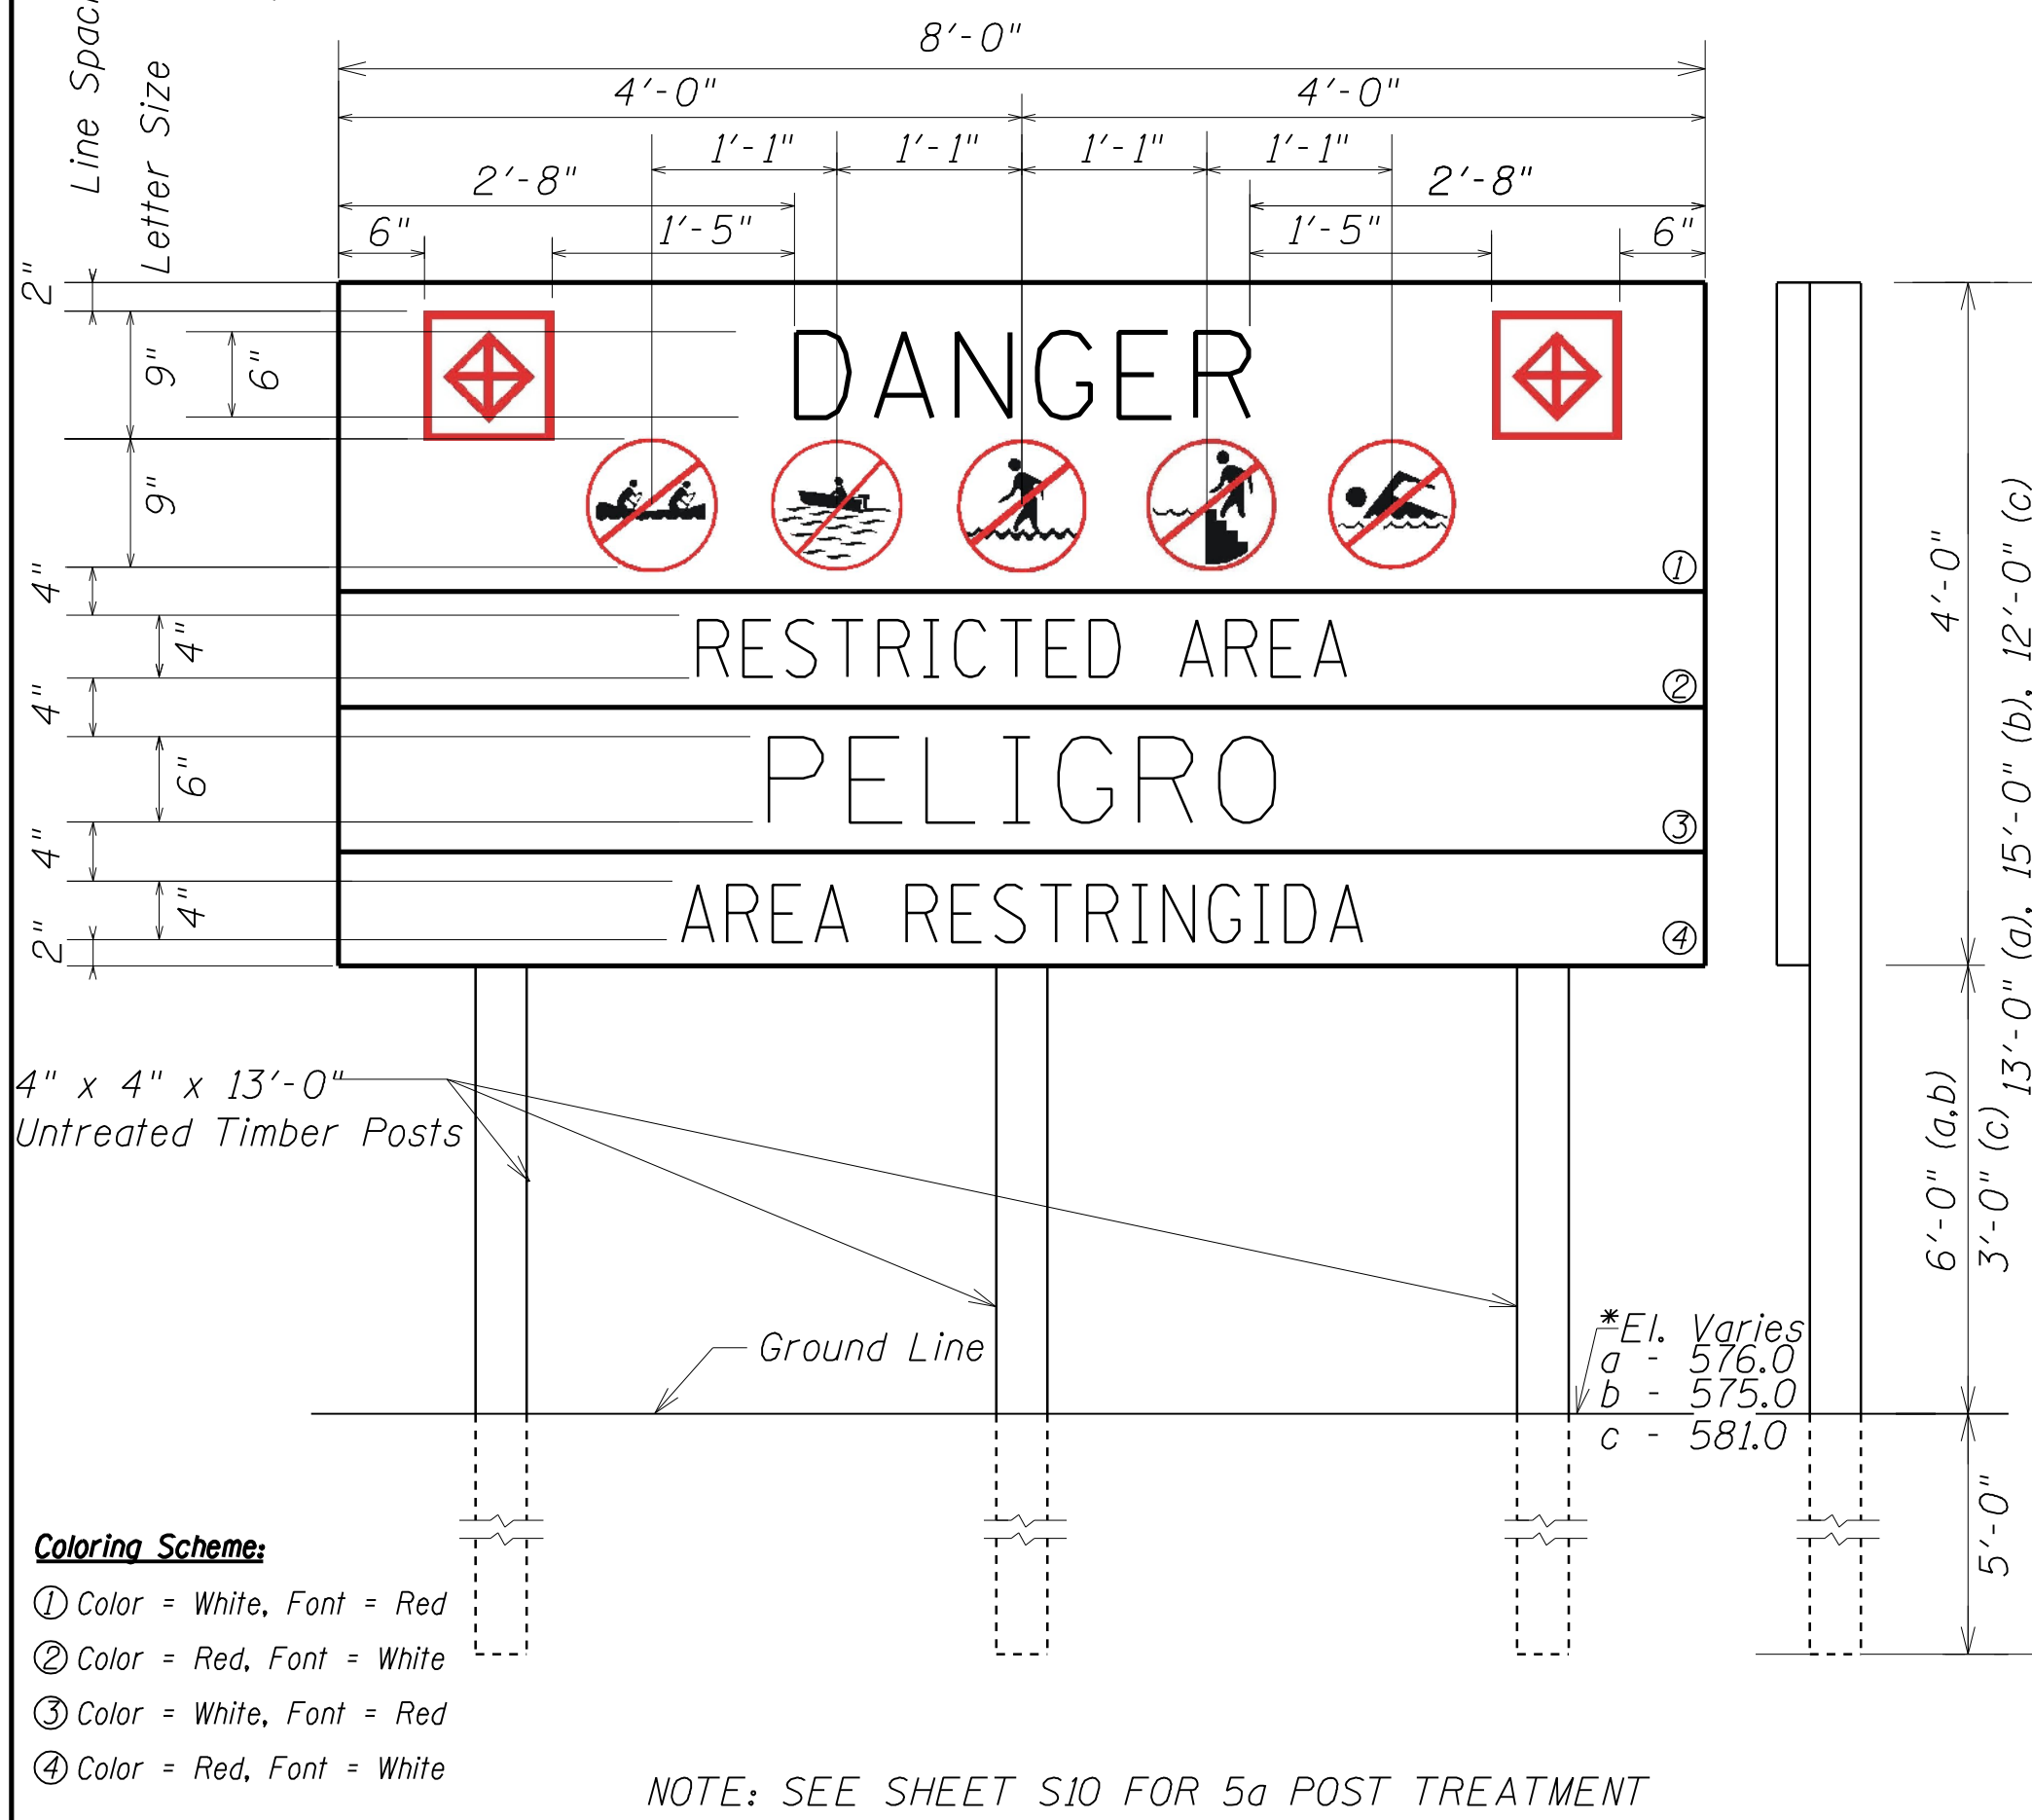 Line Spac
Letter Size
8'-0"
4'-0" 4'-0"
1'-1" 1'-1" 1'-1" 1'-1"
2'-8" 2'-8"
6" 1'-5" 1'-5" 6"
2"
9" 6"
DANGER
9"
①
4"
4"
RESTRICTED AREA
②
4"
6"
PELIGRO
③
4"
4"
AREA RESTRINGIDA
④
2"
4'-0"
13'-0" (a), 15'-0" (b), 12'-0" (c)
6'-0" (a,b)
3'-0" (c)
5'-0"
4" x 4" x 13'-0"
Untreated Timber Posts
Ground Line
*El. Varies
a - 576.0
b - 575.0
c - 581.0
Coloring Scheme:
① Color = White, Font = Red
② Color = Red, Font = White
③ Color = White, Font = Red
④ Color = Red, Font = White
NOTE: SEE SHEET S10 FOR 5a POST TREATMENT